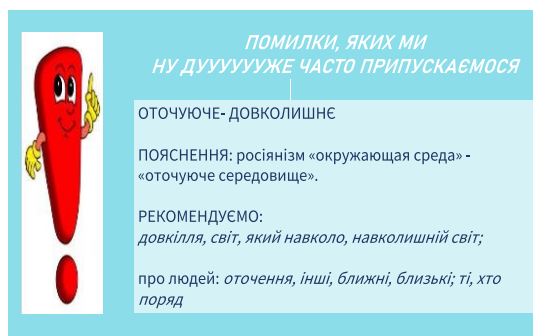 ПОМИЛКИ, ЯКИХ МИ
НУ ДУУУУУУЖЕ ЧАСТО ПРИПУСКАЄМОСЯ
ОТОЧУЮЧЕ- ДОВКОЛИШНЄ
ПОЯСНЕННЯ: росіянізм «окружающая среда» -
«оточуюче середовище».
РЕКОМЕНДУЄМО:
довкілля, світ, який навколо, навколишній світ;
про людей: оточення, інші, ближні, близькі; ті, хто
поряд